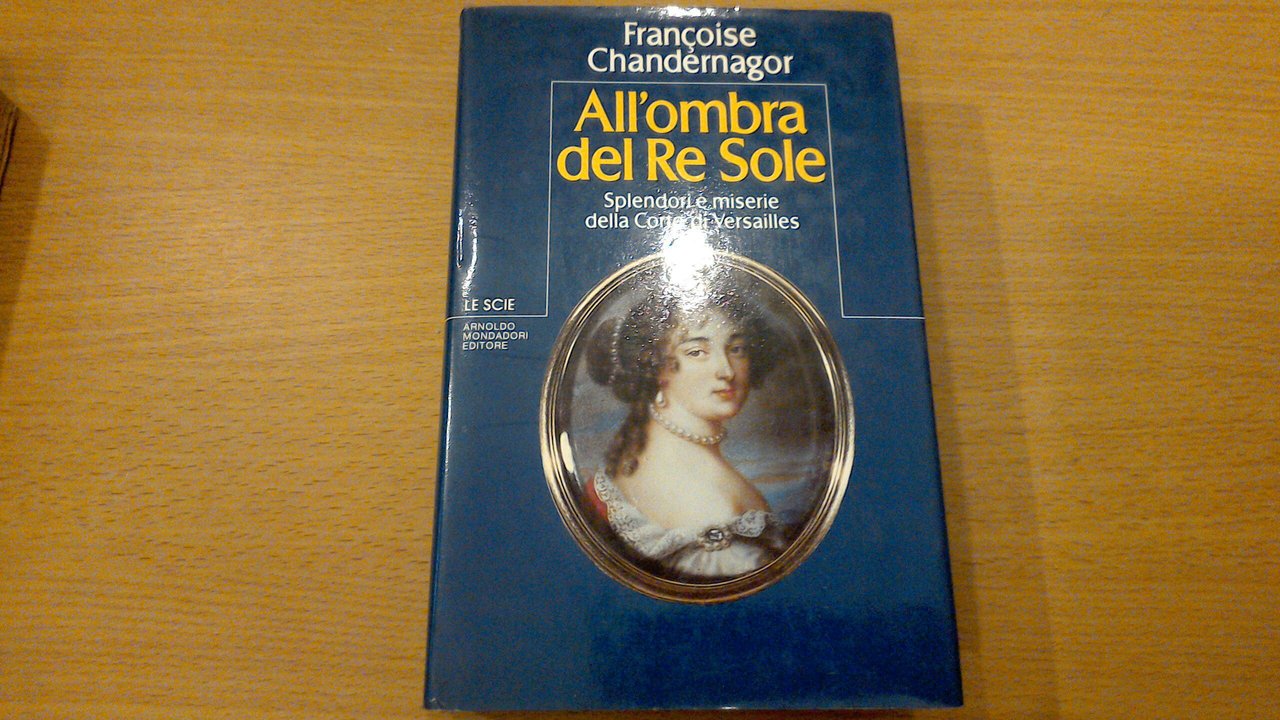 Françoise
Chandernagor
All'ombra
del Re Sole
Splendori e miserie
della Corte di Versailles
LE SCIE
ARNOLDO
MONDADORI
EDITORE